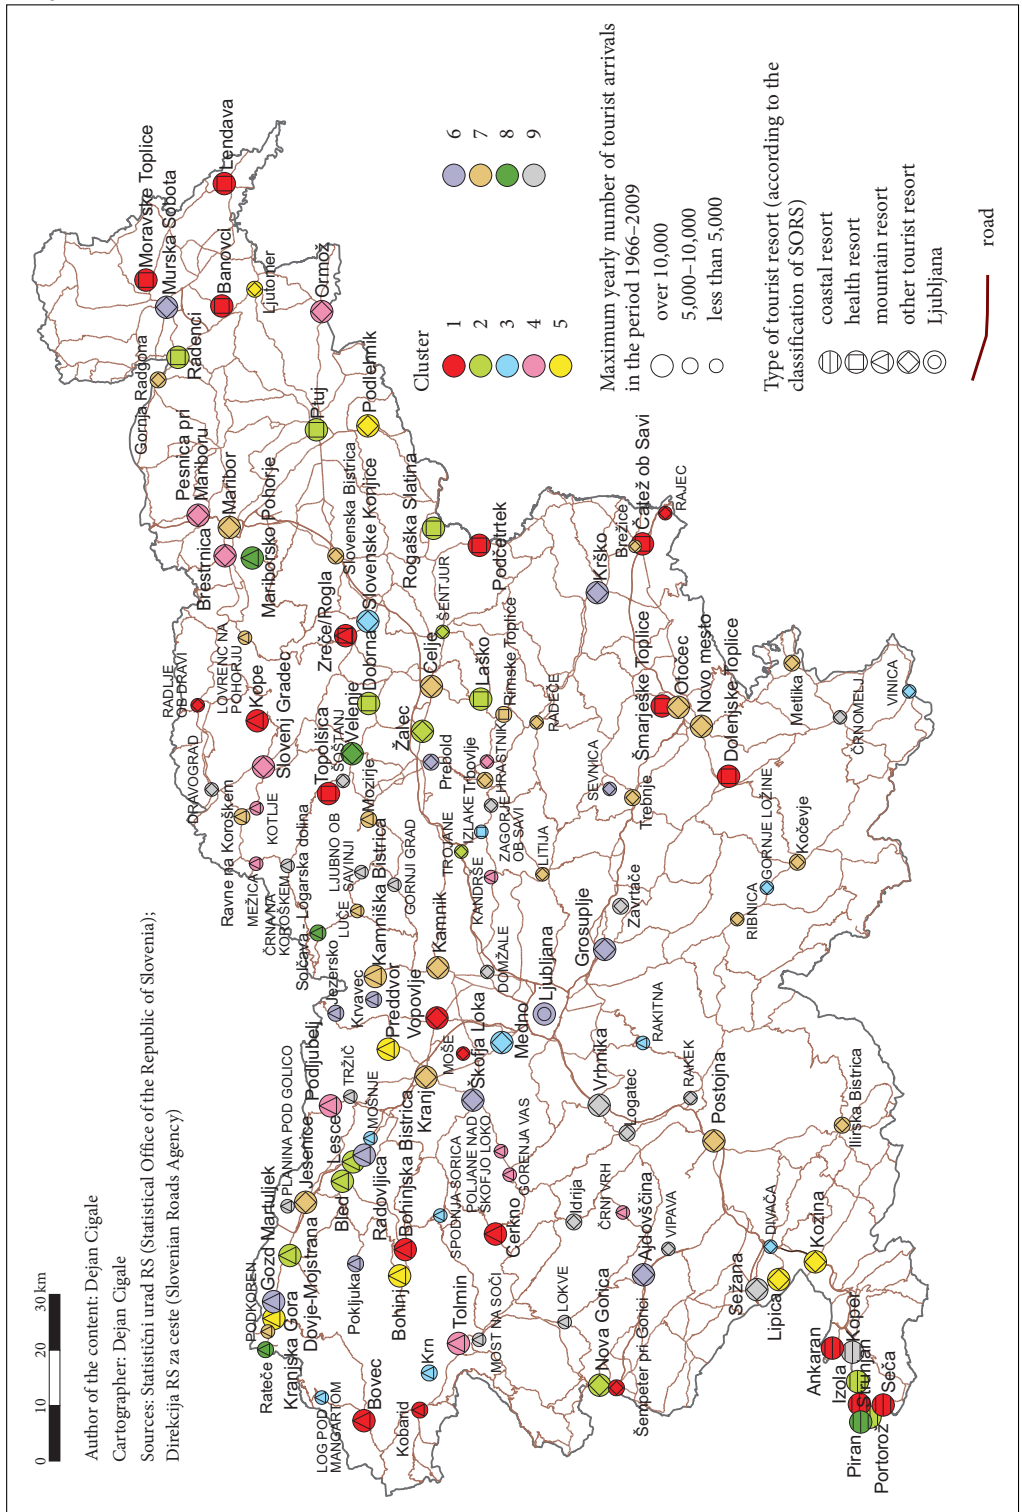 0
10
20
30 km
Author of the content: Dejan Cigale
Cartographer: Dejan Cigale
Sources: Statistični urad RS (Statistical Office of the Republic of Slovenia);
Direkcija RS za ceste (Slovenian Roads Agency)
Moravske Toplice
Murska Sobota
Lendava
Banovci
Ljutomer
Ormož
Radenci
Gornja Radgona
Ptuj
Podlehnik
Pesnica pri
Mariboru
Maribor
Brestrnica
Mariborsko Pohorje
Slovenska Bistrica
Slovenske Konjice
Zreče/Rogla
Rogaška Slatina
Podčetrtek
ŠENTJUR
RADLJE
OB DRAVI
LOVRENC NA
POHORJU
Kope
Slovenj Gradec
DRAVOGRAD
Ravne na Koroškem
KOTLJE
MEŽICA
ČRNA NA
KOROŠKEM
Solčava - Logarska dolina
Topolšica
ŠOŠTANJ
Velenje
Dobrna
Celje
Laško
Rimske Toplice
Žalec
Prebold
Mozirje
LJUBNO OB
SAVINJI
LUČE
GORNJI GRAD
Kamniška Bistrica
Kamnik
Jezersko
Krvavec
Preddvor
Vopovlje
TROJANE
IZLAKE
Trbovlje
HRASTNIK
ZAGORJE
OB SAVI
KANDRŠE
LITIJA
RADEČE
DOMŽALE
Ljubljana
Medno
MOŠE
Škofja Loka
Kranj
Podljubelj
TRŽIČ
MOŠNJE
PLANINA POD GOLICO
Lesce
Jesenice
Bled
Radovljica
Bohinjska Bistrica
Bohinj
Pokljuka
Dovje-Mojstrana
Gozd Martuljek
PODKOREN
Kranjska Gora
Rateče
LOG POD
MANGARTOM
Bovec
Kobarid
Krn
Tolmin
MOST NA SOČI
SPODNJA SORICA
POLJANE NAD
ŠKOFJO LOKO
GORENJA VAS
Cerkno
Idrija
ČRNI VRH
LOKVE
Nova Gorica
Šempeter pri Gorici
Ajdovščina
VIPAVA
Vrhnika
Logatec
RAKEK
RAKITNA
Postojna
Ilirska Bistrica
DIVAČA
Sežana
Lipica
Kozina
Ankaran
Koper
Izola
Strunjan
Seča
Piran
Portorož
Grosuplje
Zavrtače
RIBNICA
GORNJE LOŽINE
Kočevje
SEVNICA
Trebnje
Krško
Brežice
Čatež ob Savi
RAJEC
Šmarješke Toplice
Otočec
Novo mesto
Dolenjske Toplice
Metlika
ČRNOMELJ
VINICA
Cluster
1
2
3
4
5
6
7
8
9
Maximum yearly number of tourist arrivals
in the period 1966–2009
over 10,000
5,000–10,000
less than 5,000
Type of tourist resort (according to the
classification of SORS)
coastal resort
health resort
mountain resort
other tourist resort
Ljubljana
road